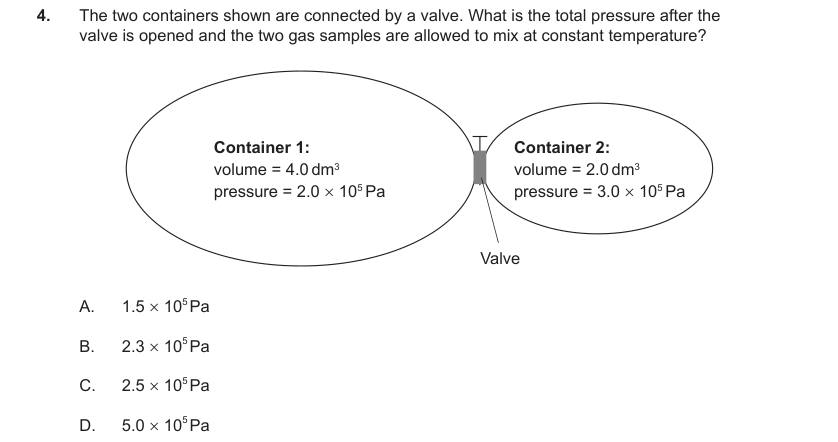 4. The two containers shown are connected by a valve. What is the total pressure after the
valve is opened and the two gas samples are allowed to mix at constant temperature?
Container 1:
volume = 4.0 dm³
pressure = 2.0 × 10⁵ Pa
Container 2:
volume = 2.0 dm³
pressure = 3.0 × 10⁵ Pa
Valve
A. 1.5 × 10⁵ Pa
B. 2.3 × 10⁵ Pa
C. 2.5 × 10⁵ Pa
D. 5.0 × 10⁵ Pa